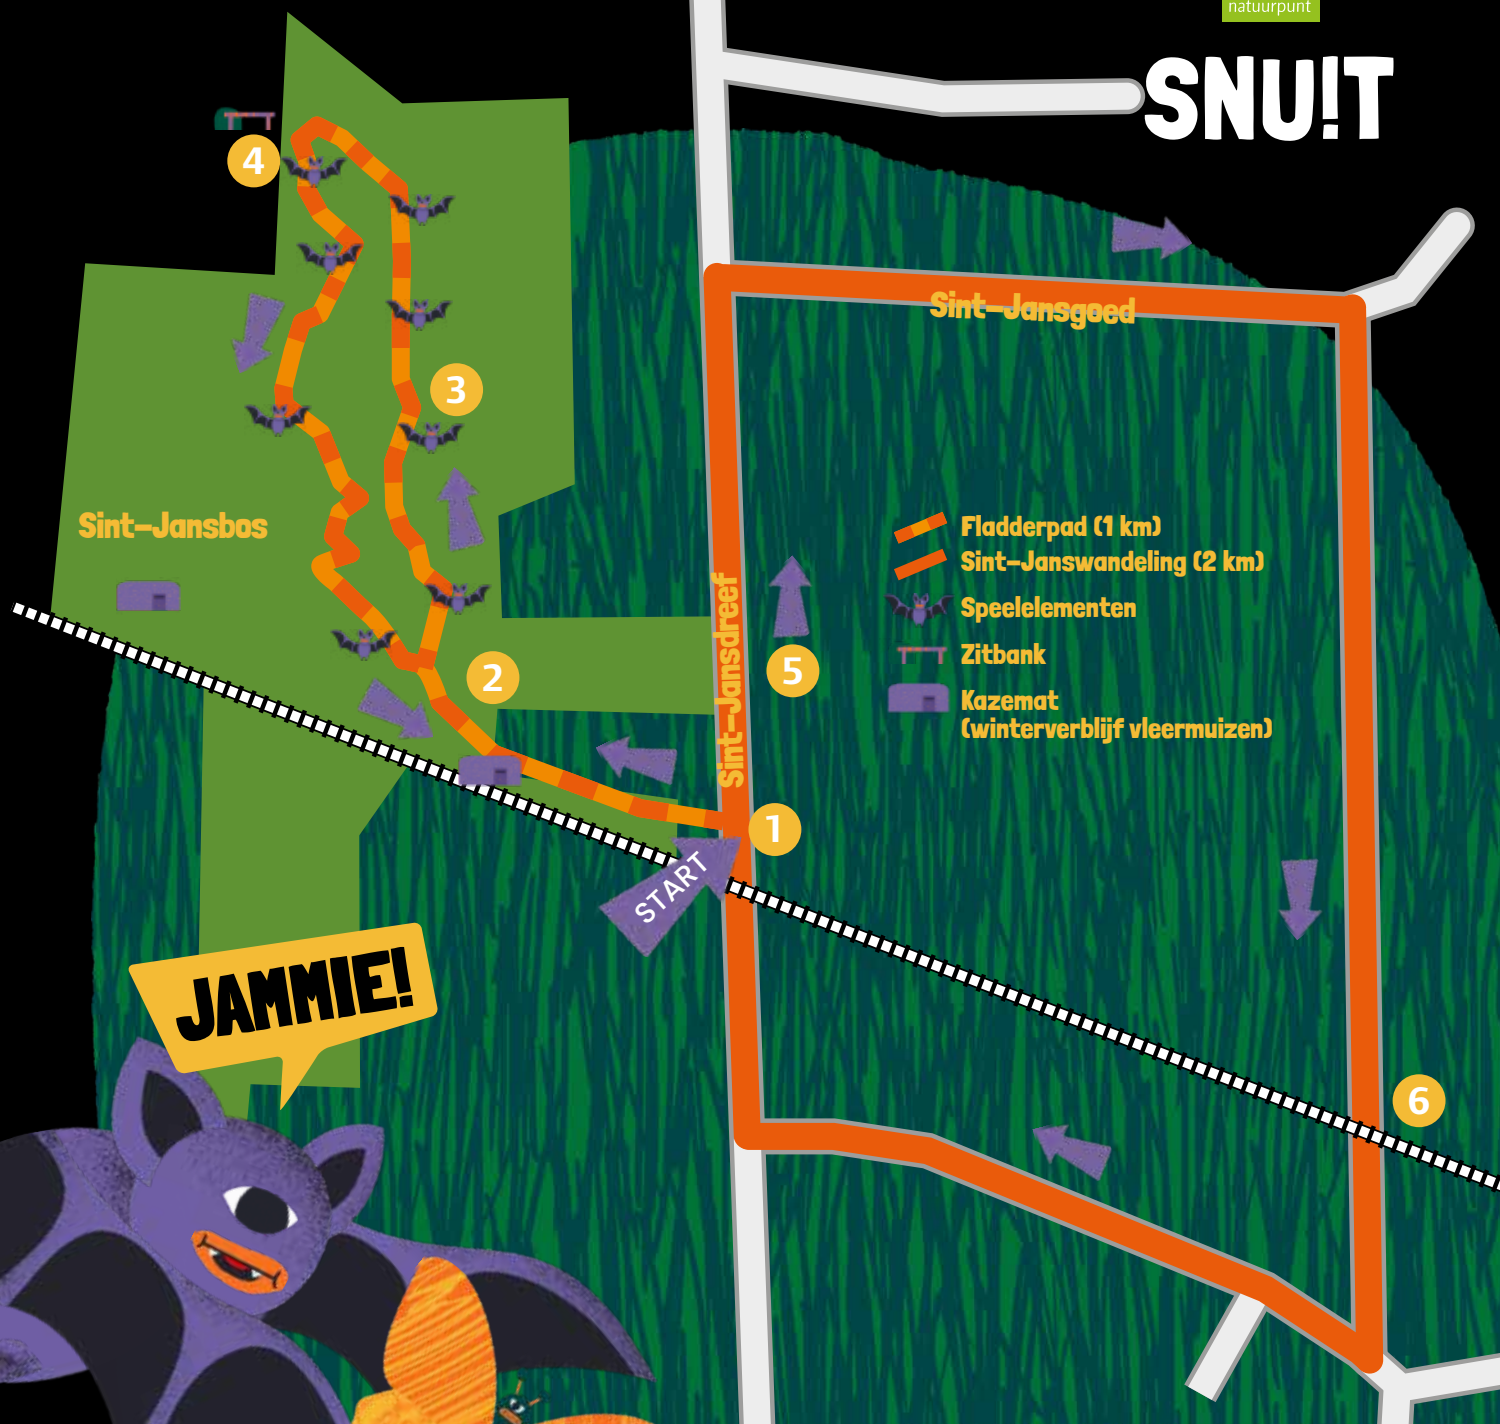 natuurpunt
SNU!T
4
Sint-Jansgoed
3
Sint-Jansbos
Fladderpad (1 km)
Sint-Janswandeling (2 km)
Speelelementen
Zitbank
Kazemat
(winterverblijf vleermuizen)
Sint-Jansdreef
2
5
1
START
JAMMIE!
6